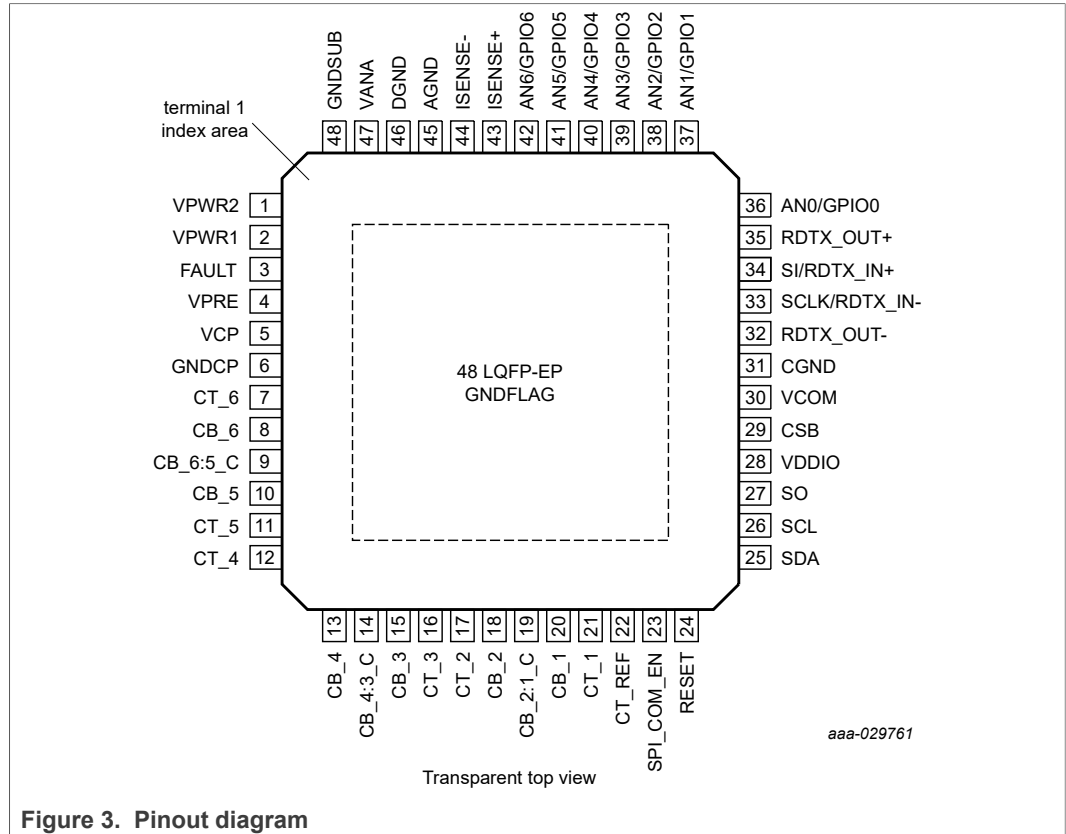 GNDSUB
VANA
DGND
AGND
ISENSE-
ISENSE+
AN6/GPIO6
AN5/GPIO5
AN4/GPIO4
AN3/GPIO3
AN2/GPIO2
AN1/GPIO1
terminal 1
index area
48
47
46
45
44
43
42
41
40
39
38
37
VPWR2 1
VPWR1 2
FAULT 3
VPRE 4
VCP 5
GNDCP 6
CT_6 7
CB_6 8
CB_6:5_C 9
CB_5 10
CT_5 11
CT_4 12
48 LQFP-EP
GNDFLAG
36 AN0/GPIO0
35 RDTX_OUT+
34 SI/RDTX_IN+
33 SCLK/RDTX_IN-
32 RDTX_OUT-
31 CGND
30 VCOM
29 CSB
28 VDDIO
27 SO
26 SCL
25 SDA
13
14
15
16
17
18
19
20
21
22
23
24
CB_4
CB_4:3_C
CB_3
CT_3
CT_2
CB_2
CB_2:1_C
CB_1
CT_1
CT_REF
SPI_COM_EN
RESET
aaa-029761
Transparent top view
Figure 3. Pinout diagram